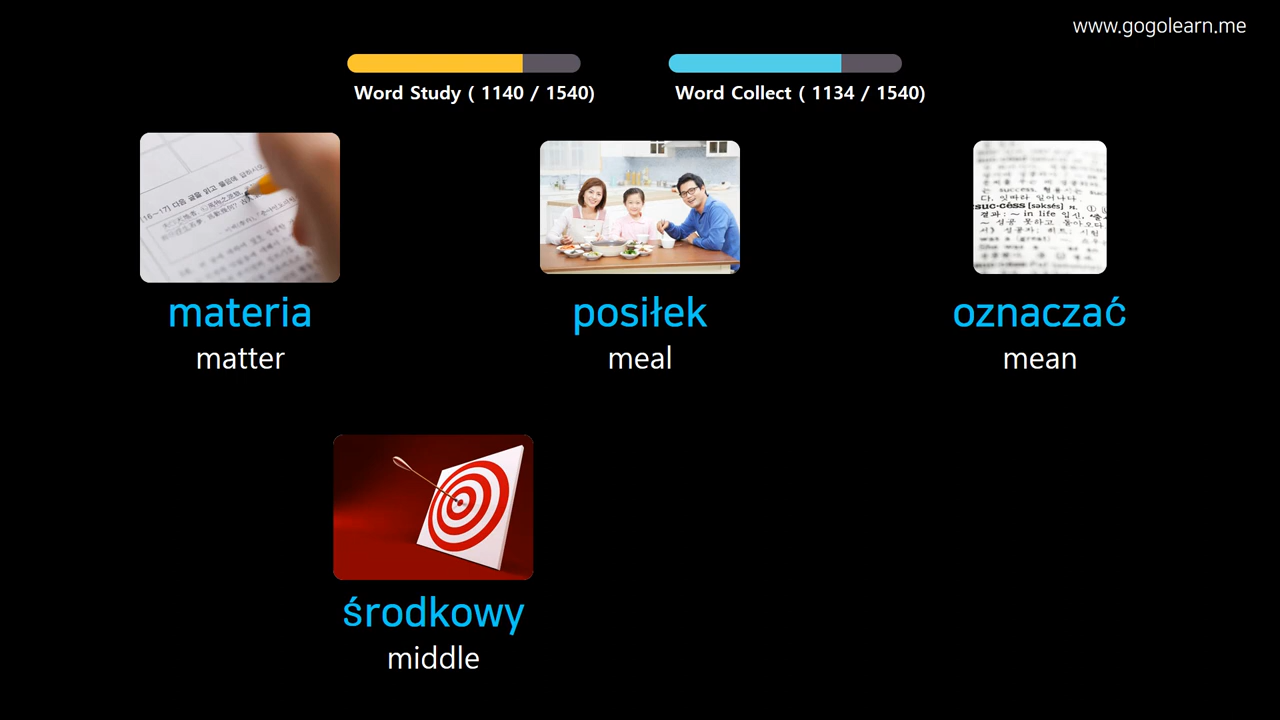 www.gogolearn.me
Word Study ( 1140 / 1540)
Word Collect ( 1134 / 1540)
materia
matter
posiłek
meal
oznaczać
mean
środkowy
middle